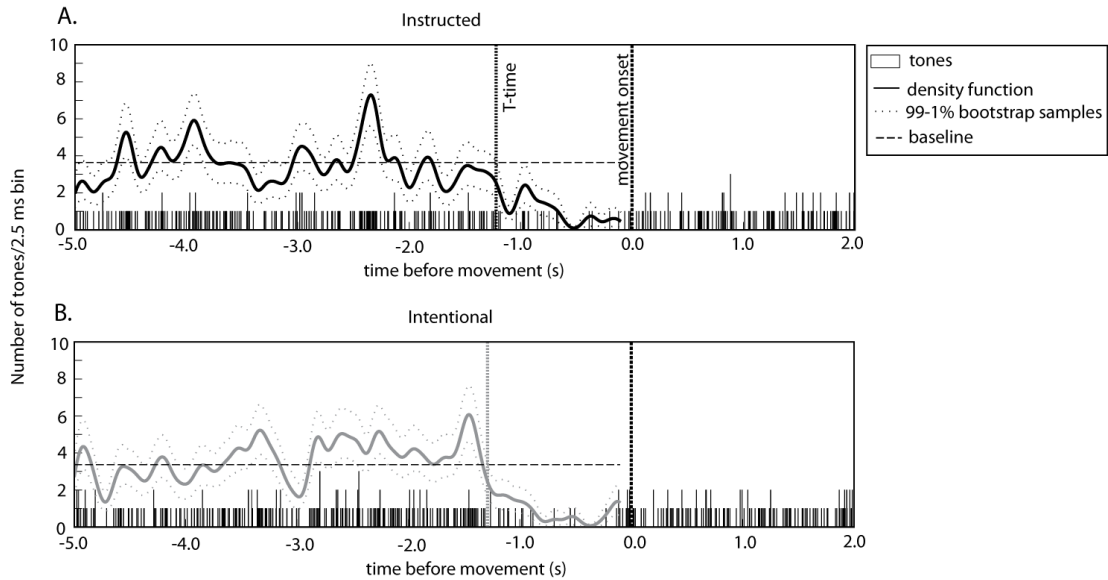 A.
Instructed
10
8
6
4
2
0
T-time
movement onset
-5.0 -4.0 -3.0 -2.0 -1.0 0.0 1.0 2.0
time before movement (s)
tones
density function
99-1% bootstrap samples
baseline
Number of tones/2.5 ms bin
B.
Intentional
10
8
6
4
2
0
-5.0 -4.0 -3.0 -2.0 -1.0 0.0 1.0 2.0
time before movement (s)